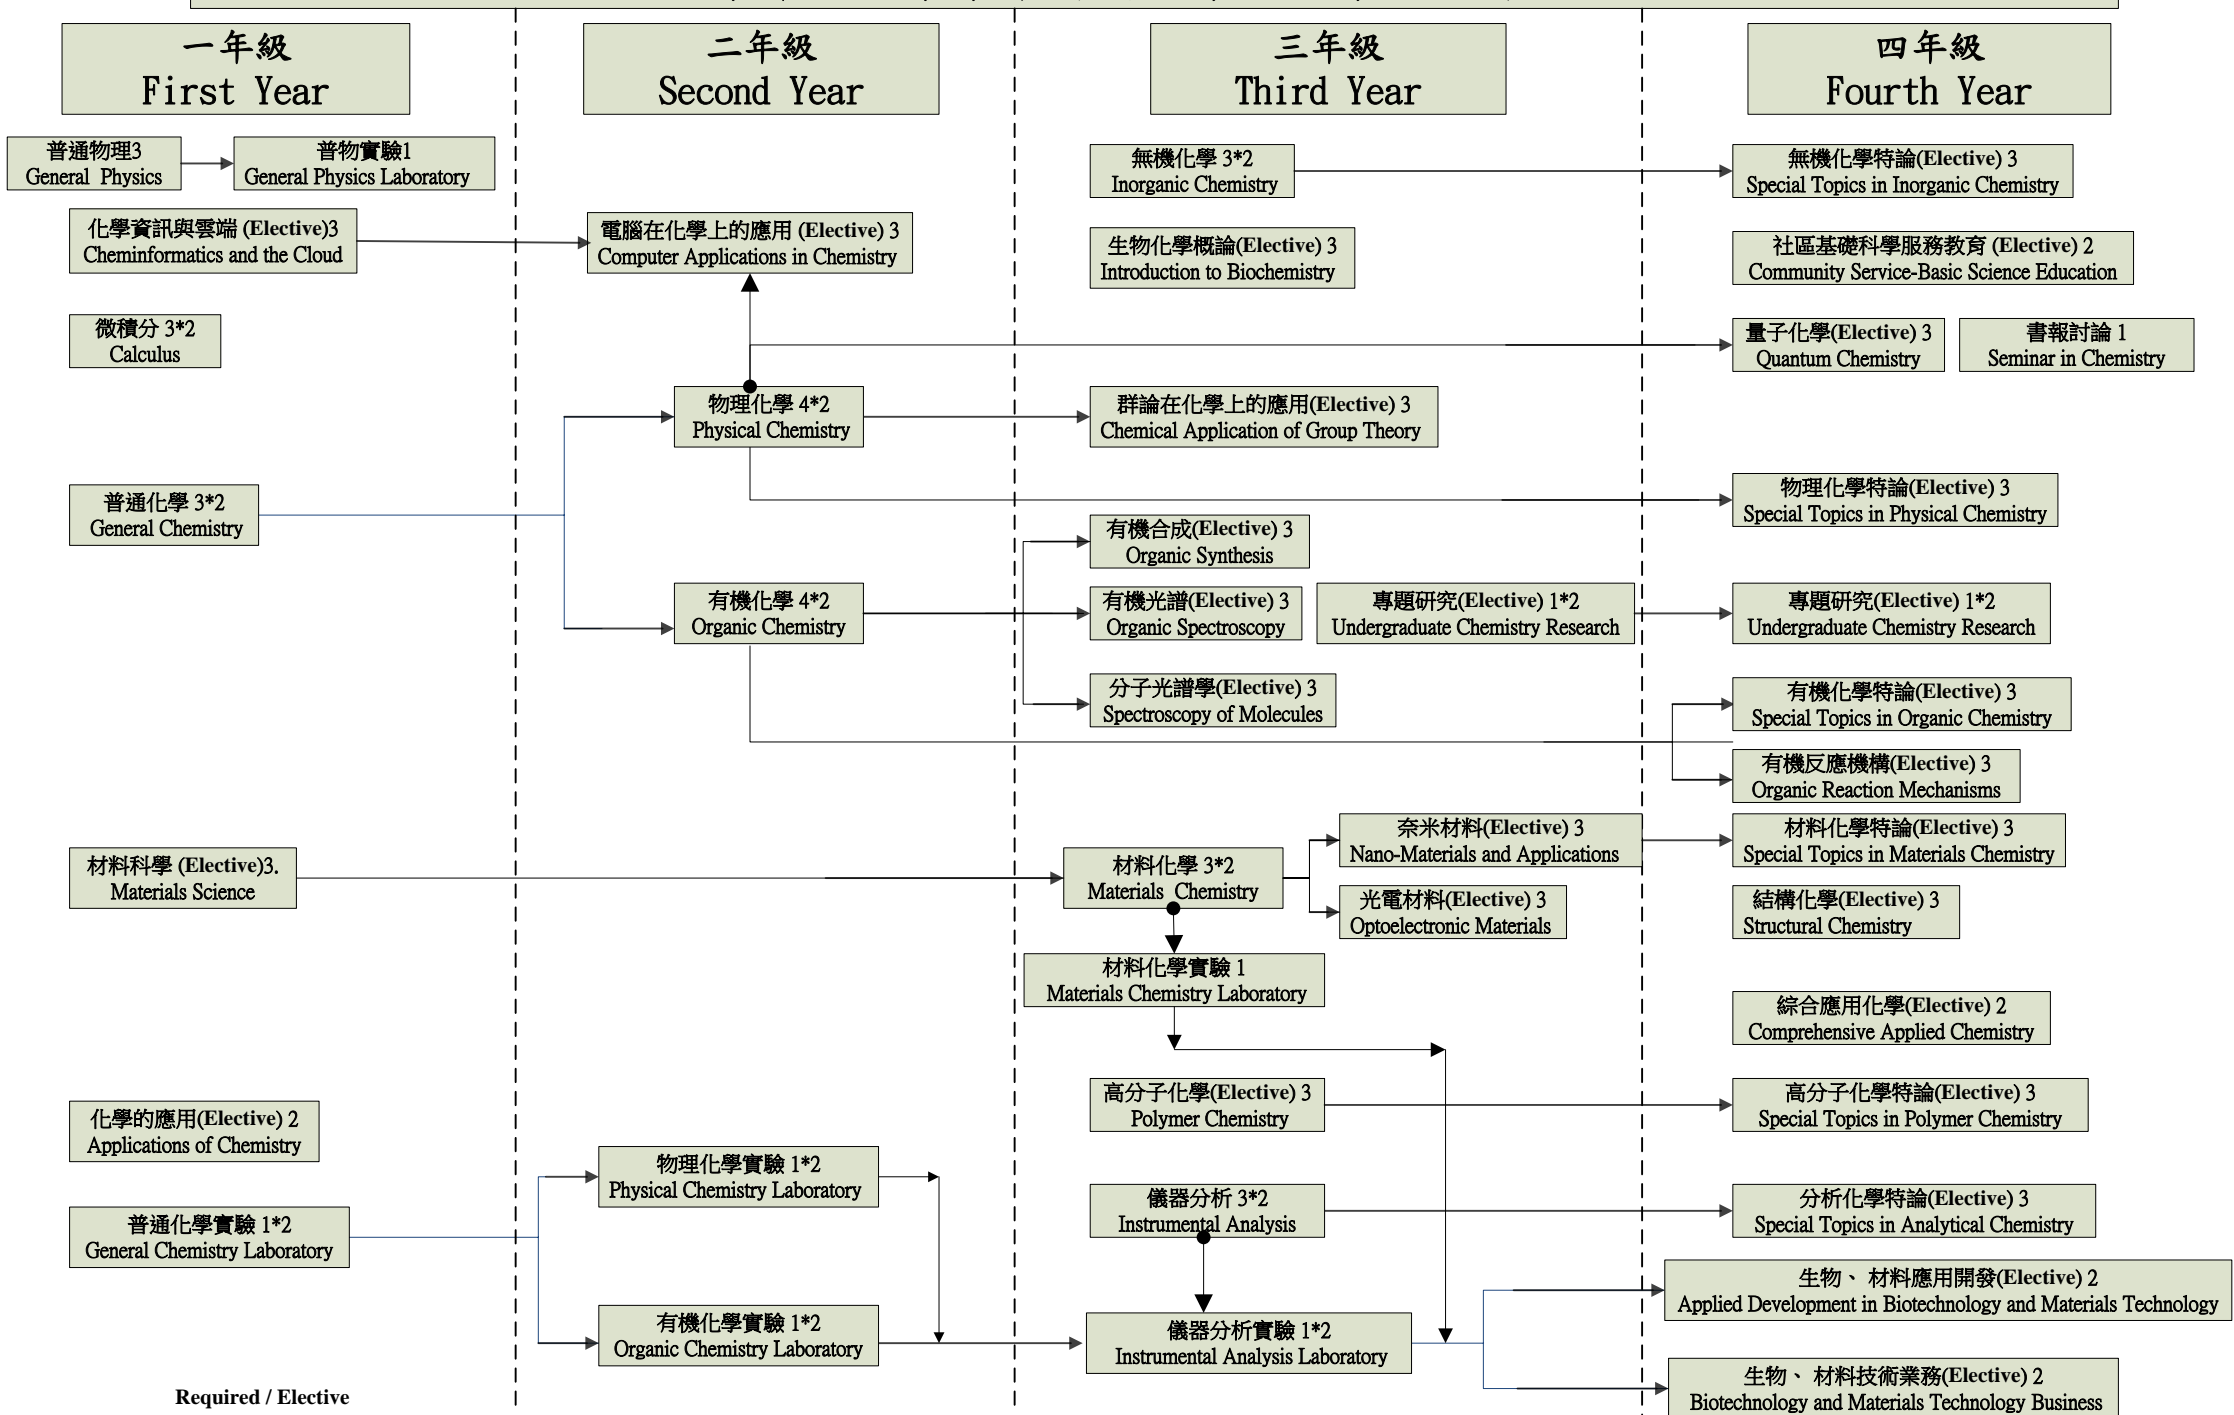 一年級
First Year
二年級
Second Year
三年級
Third Year
四年級
Fourth Year
普通物理3
General Physics
普物實驗1
General Physics Laboratory
化學資訊與雲端 (Elective)3
Cheminformatics and the Cloud
微積分 3*2
Calculus
普通化學 3*2
General Chemistry
材料科學 (Elective)3.
Materials Science
化學的應用(Elective) 2
Applications of Chemistry
普通化學實驗 1*2
General Chemistry Laboratory
Required / Elective
電腦在化學上的應用 (Elective) 3
Computer Applications in Chemistry
物理化學 4*2
Physical Chemistry
有機化學 4*2
Organic Chemistry
物理化學實驗 1*2
Physical Chemistry Laboratory
有機化學實驗 1*2
Organic Chemistry Laboratory
無機化學 3*2
Inorganic Chemistry
生物化學概論(Elective) 3
Introduction to Biochemistry
群論在化學上的應用(Elective) 3
Chemical Application of Group Theory
有機合成(Elective) 3
Organic Synthesis
有機光譜(Elective) 3
Organic Spectroscopy
專題研究(Elective) 1*2
Undergraduate Chemistry Research
分子光譜學(Elective) 3
Spectroscopy of Molecules
材料化學 3*2
Materials Chemistry
奈米材料(Elective) 3
Nano-Materials and Applications
光電材料(Elective) 3
Optoelectronic Materials
材料化學實驗 1
Materials Chemistry Laboratory
高分子化學(Elective) 3
Polymer Chemistry
儀器分析 3*2
Instrumental Analysis
儀器分析實驗 1*2
Instrumental Analysis Laboratory
無機化學特論(Elective) 3
Special Topics in Inorganic Chemistry
社區基礎科學服務教育 (Elective) 2
Community Service-Basic Science Education
量子化學(Elective) 3
Quantum Chemistry
書報討論 1
Seminar in Chemistry
物理化學特論(Elective) 3
Special Topics in Physical Chemistry
專題研究(Elective) 1*2
Undergraduate Chemistry Research
有機化學特論(Elective) 3
Special Topics in Organic Chemistry
有機反應機構(Elective) 3
Organic Reaction Mechanisms
材料化學特論(Elective) 3
Special Topics in Materials Chemistry
結構化學(Elective) 3
Structural Chemistry
綜合應用化學(Elective) 2
Comprehensive Applied Chemistry
高分子化學特論(Elective) 3
Special Topics in Polymer Chemistry
分析化學特論(Elective) 3
Special Topics in Analytical Chemistry
生物、 材料應用開發(Elective) 2
Applied Development in Biotechnology and Materials Technology
生物、 材料技術業務(Elective) 2
Biotechnology and Materials Technology Business